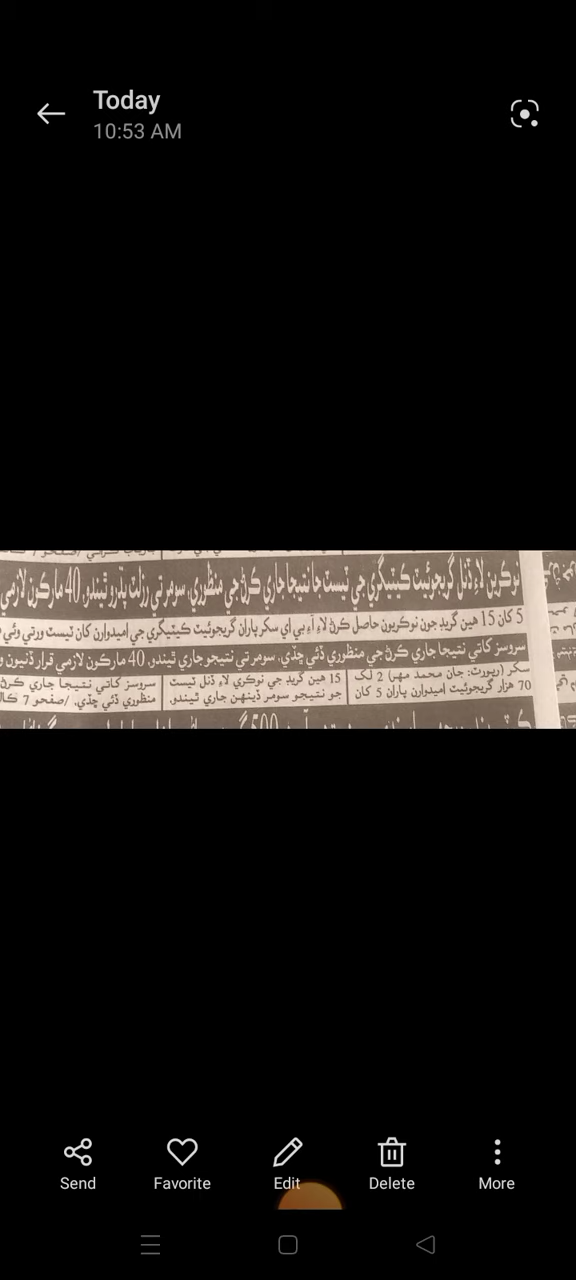 Today
10:53 AM
نوڪرين لاءِ ڏنل گريجوئيٽ ڪيٽيگري جي ٽيسٽ جا نتيجا جاري ڪرڻ جي منظوري، سومر تي رزلٽ پڌرو ٿيندو، 40 مارڪون لازمي
5 کان 15 هين گريڊ جون نوڪريون حاصل ڪرڻ لاءِ آءِ بي اي سکر پاران گريجوئيٽ ڪيٽيگري جي اميدوارن کان ٽيسٽ ورتي وئي
سروسز کاتي نتيجا جاري ڪرڻ جي منظوري ڏئي ڇڏي، سومر تي نتيجو جاري ٿيندو، 40 مارڪون لازمي قرار ڏنيون
سکر (رپورٽ: جان محمد مهر) 2 لک
70 هزار گريجوئيٽ اميدوارن پاران 5 کان
15 هين گريڊ جي نوڪري لاءِ ڏنل ٽيسٽ
جو نتيجو سومر ڏينهن جاري ٿيندو،
سروسز کاتي نتيجا جاري ڪرڻ
منظوري ڏئي ڇڏي. /صفحو 7
Send
Favorite
Edit
Delete
More